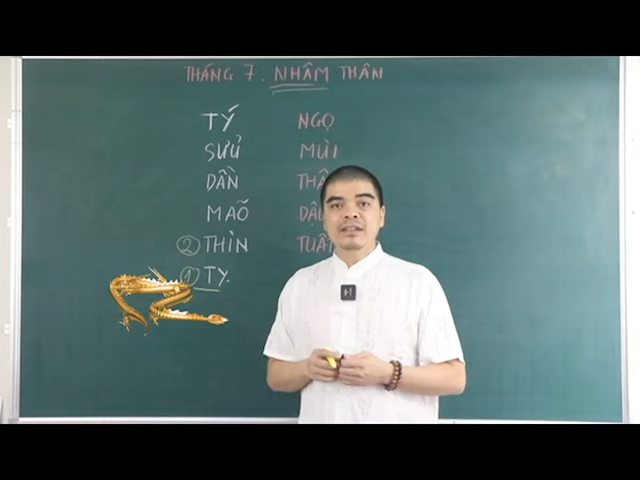 THÁNG 7: NHÂM THÂN
TÝ NGỌ
SỬU MÙI
DẦN
MÃO
② THÌN
① TỴ.